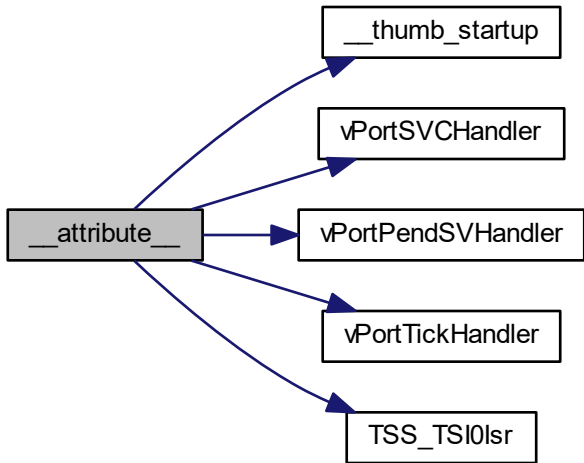 __thumb_startup
vPortSVCHandler
__attribute__
vPortPendSVHandler
vPortTickHandler
TSS_TSI0Isr